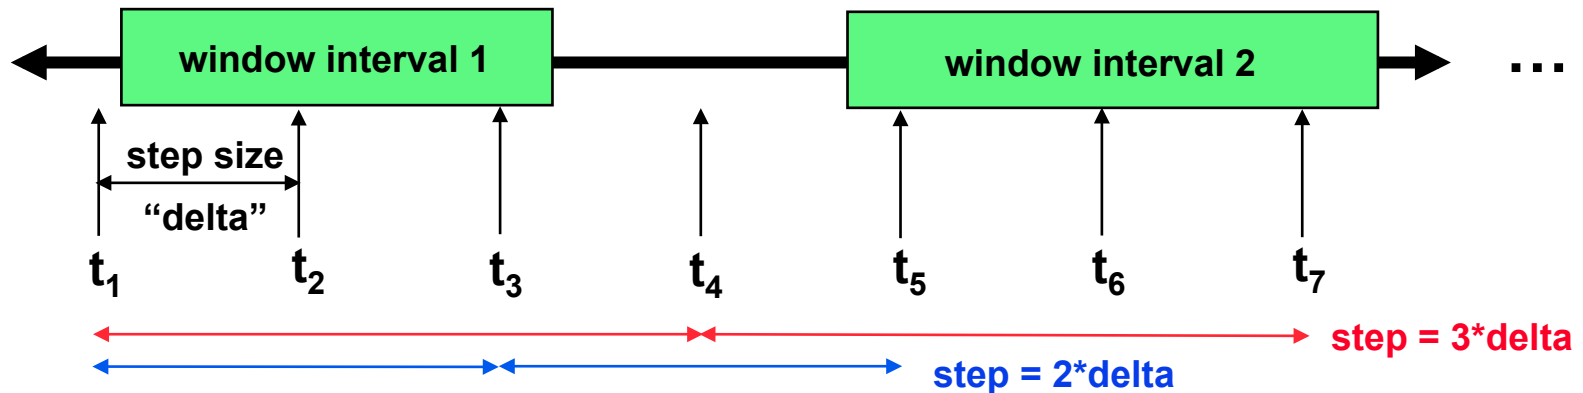 window interval 1
window interval 2
...
step size
“delta”
t1
t2
t3
t4
t5
t6
t7
step = 3*delta
step = 2*delta